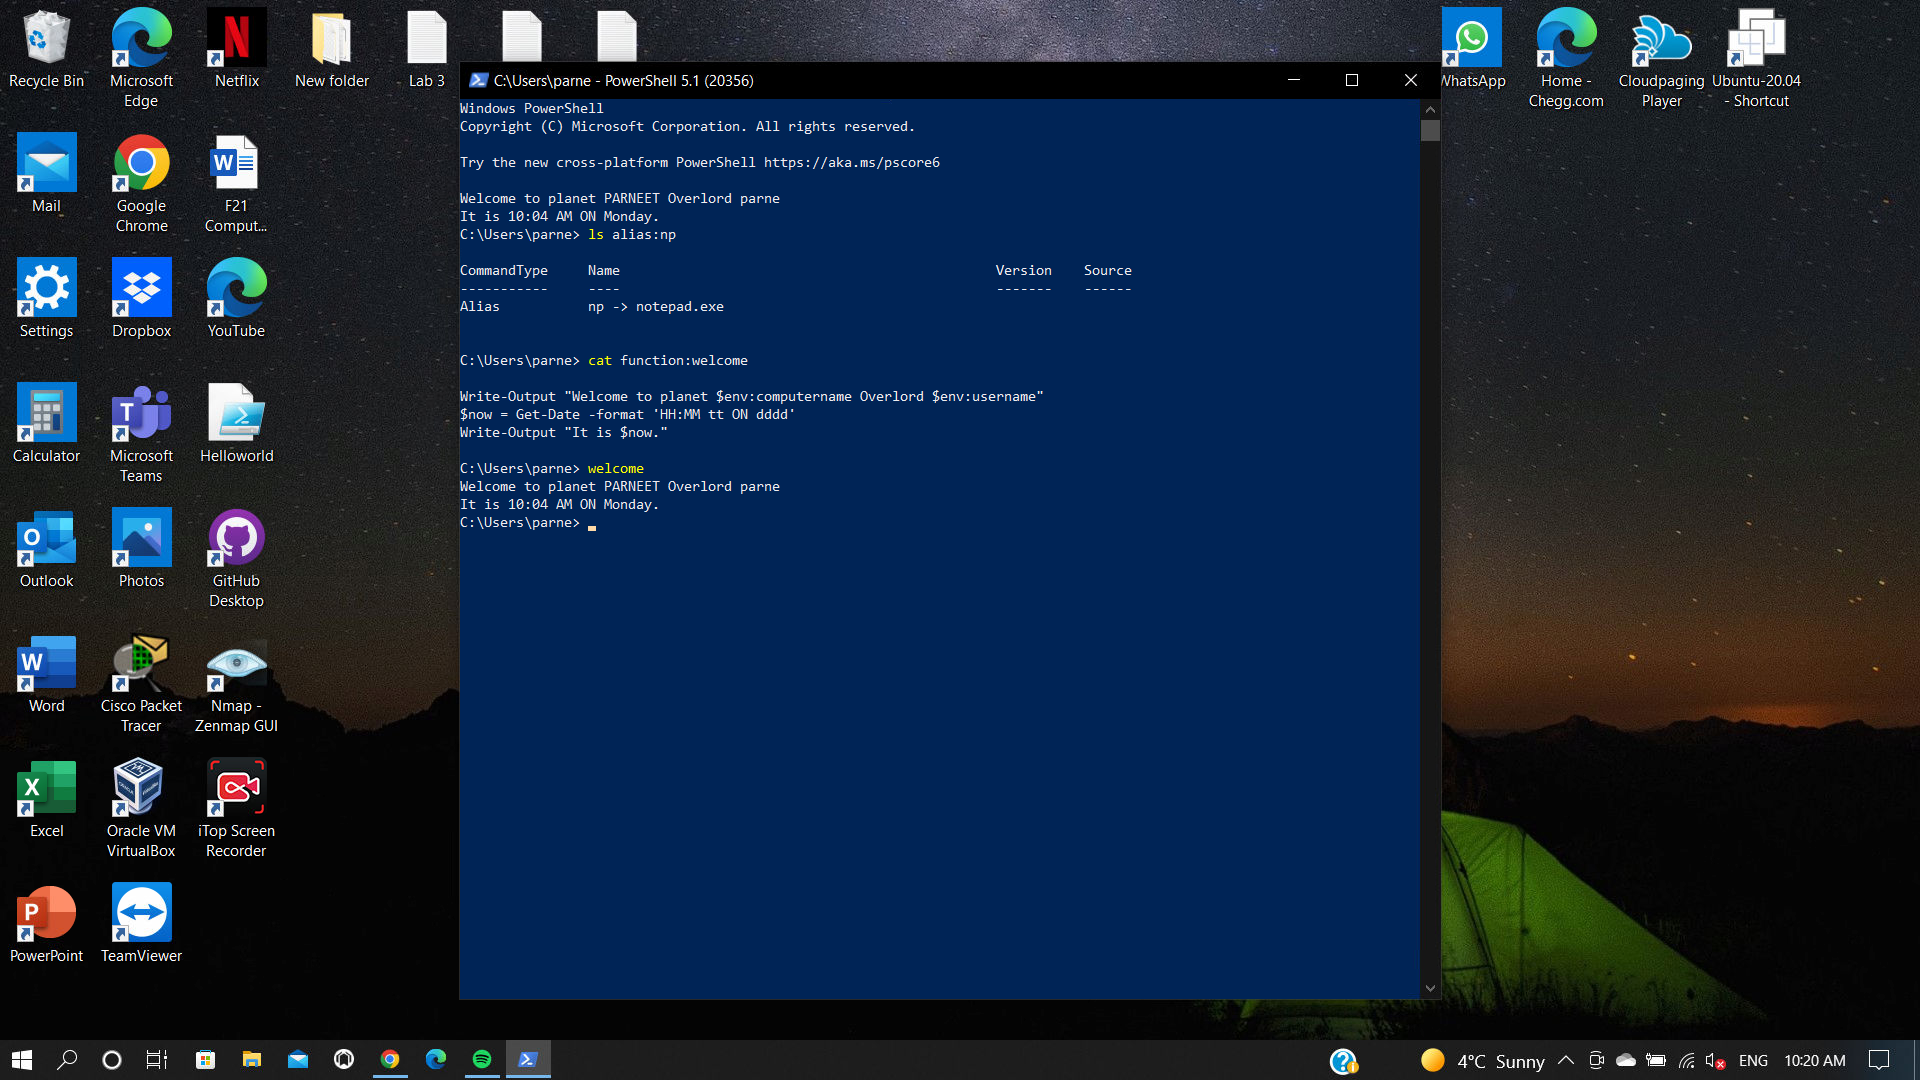 Recycle Bin
Microsoft
Edge
Netflix
New folder
Lab 3
WhatsApp
Home -
Chegg.com
Cloudpaging
Player
Ubuntu-20.04
- Shortcut
Mail
Google
Chrome
F21
Comput...
Settings
Dropbox
YouTube
Calculator
Microsoft
Teams
Helloworld
Outlook
Photos
GitHub
Desktop
Word
Cisco Packet
Tracer
Nmap -
Zenmap GUI
Excel
Oracle VM
VirtualBox
iTop Screen
Recorder
PowerPoint
TeamViewer
C:\Users\parne - PowerShell 5.1 (20356)
Windows PowerShell
Copyright (C) Microsoft Corporation. All rights reserved.
Try the new cross-platform PowerShell https://aka.ms/pscore6
Welcome to planet PARNEET Overlord parne
It is 10:04 AM ON Monday.
C:\Users\parne> ls alias:np
CommandType Name Version Source
----------- ---- ------- ------
Alias np -> notepad.exe
C:\Users\parne> cat function:welcome
Write-Output "Welcome to planet $env:computername Overlord $env:username"
$now = Get-Date -format 'HH:MM tt ON dddd'
Write-Output "It is $now."
C:\Users\parne> welcome
Welcome to planet PARNEET Overlord parne
It is 10:04 AM ON Monday.
C:\Users\parne>
4°C Sunny
ENG
10:20 AM